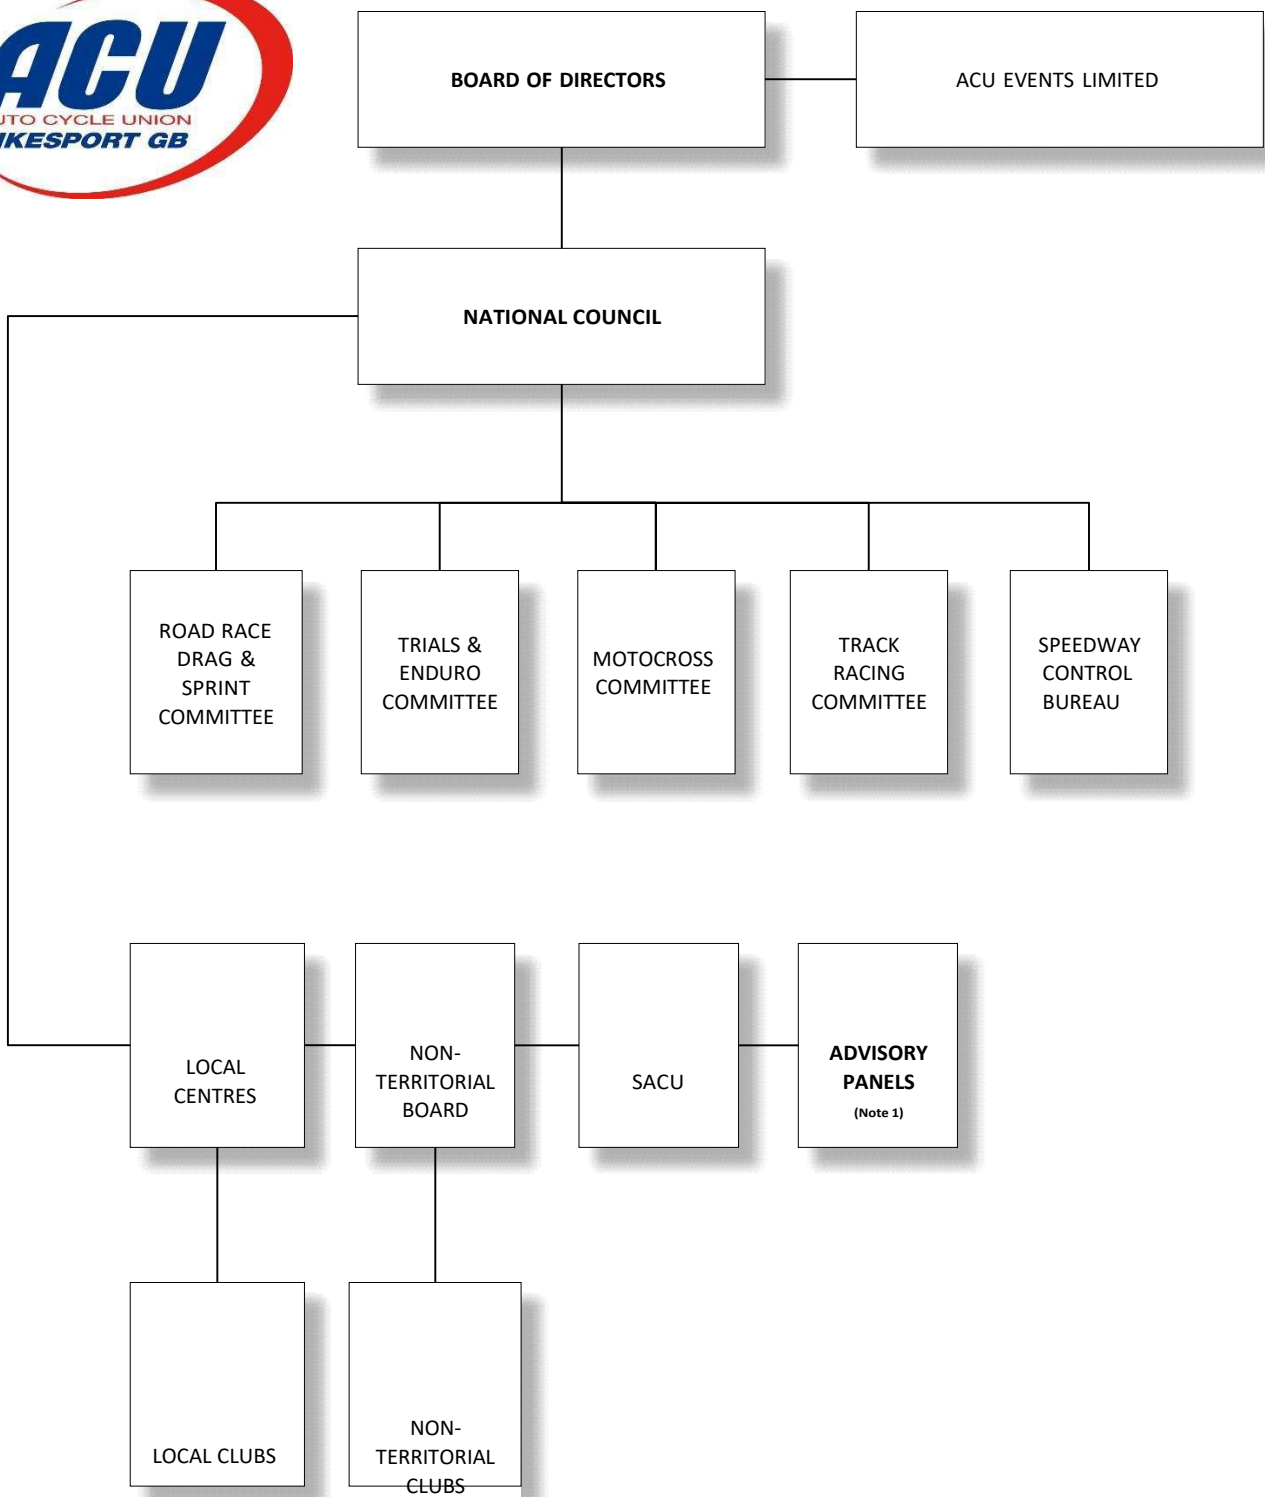 ACU
UTO CYCLE UNION
IKESPORT GB
BOARD OF DIRECTORS
ACU EVENTS LIMITED
NATIONAL COUNCIL
ROAD RACE
DRAG &
SPRINT
COMMITTEE
TRIALS &
ENDURO
COMMITTEE
MOTOCROSS
COMMITTEE
TRACK
RACING
COMMITTEE
SPEEDWAY
CONTROL
BUREAU
LOCAL
CENTRES
NON-
TERRITORIAL
BOARD
SACU
ADVISORY
PANELS
(Note 1)
LOCAL CLUBS
NON-
TERRITORIAL
CLUBS